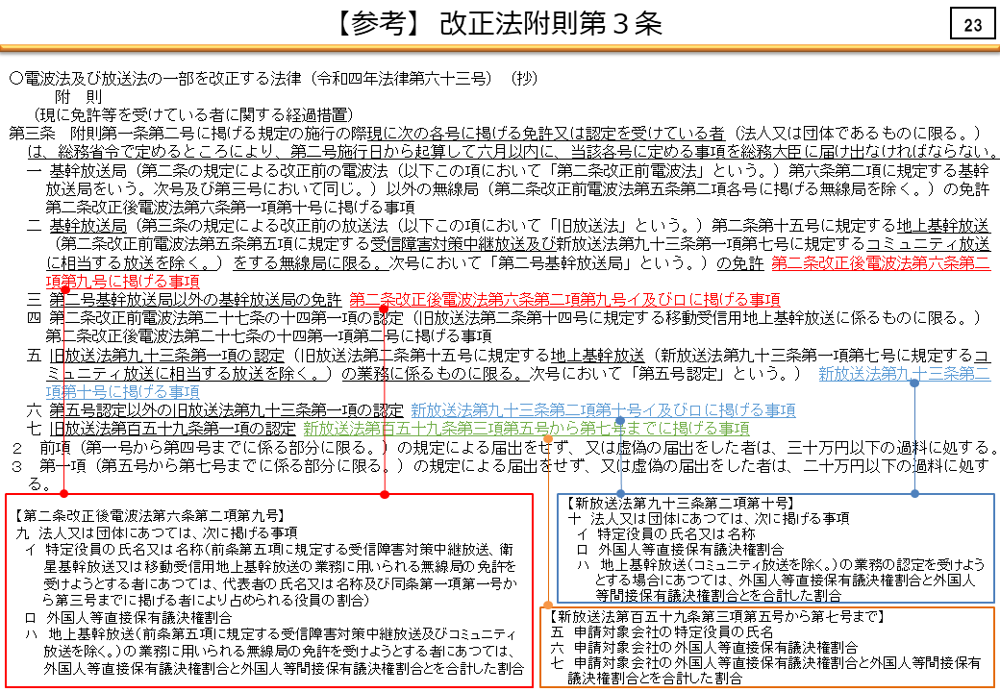 【参考】 改正法附則第３条
23
○電波法及び放送法の一部を改正する法律（令和四年法律第六十三号）（抄）
附　則
（現に免許等を受けている者に関する経過措置）
第三条　附則第一条第二号に掲げる規定の施行の際現に次の各号に掲げる免許又は認定を受けている者（法人又は団体であるものに限る。）
は、総務省令で定めるところにより、第二号施行日から起算して六月以内に、当該各号に定める事項を総務大臣に届け出なければならない。
一 基幹放送局（第二条の規定による改正前の電波法（以下この項において「第二条改正前電波法」という。）第六条第二項に規定する基幹
放送局をいう。次号及び第三号において同じ。）以外の無線局（第二条改正前電波法第五条第二項各号に掲げる無線局を除く。）の免許
第二条改正後電波法第六条第一項第十号に掲げる事項
二 基幹放送局（第三条の規定による改正前の放送法（以下この項において「旧放送法」という。）第二条第十五号に規定する地上基幹放送
（第二条改正前電波法第五条第五項に規定する受信障害対策中継放送及び新放送法第九十三条第一項第七号に規定するコミュニティ放送
に相当する放送を除く。）をする無線局に限る。次号において「第二号基幹放送局」という。）の免許 第二条改正後電波法第六条第二
項第九号に掲げる事項
三 第二号基幹放送局以外の基幹放送局の免許 第二条改正後電波法第六条第二項第九号イ及びロに掲げる事項
四 第二条改正前電波法第二十七条の十四第一項の認定（旧放送法第二条第十四号に規定する移動受信用地上基幹放送に係るものに限る。）
第二条改正後電波法第二十七条の十四第一項第二号に掲げる事項
五 旧放送法第九十三条第一項の認定（旧放送法第二条第十五号に規定する地上基幹放送（新放送法第九十三条第一項第七号に規定するコ
ミュニティ放送に相当する放送を除く。）の業務に係るものに限る。次号において「第五号認定」という。） 新放送法第九十三条第二
項第十号に掲げる事項
六 第五号認定以外の旧放送法第九十三条第一項の認定 新放送法第九十三条第二項第十号イ及びロに掲げる事項
七 旧放送法第百五十九条第一項の認定 新放送法第百五十九条第三項第五号から第七号までに掲げる事項
２　前項（第一号から第四号までに係る部分に限る。）の規定による届出をせず、又は虚偽の届出をした者は、三十万円以下の過料に処する。
３　第一項（第五号から第七号までに係る部分に限る。）の規定による届出をせず、又は虚偽の届出をした者は、二十万円以下の過料に処す
る。
【第二条改正後電波法第六条第二項第九号】
九　法人又は団体にあつては、次に掲げる事項
イ　特定役員の氏名又は名称（前条第五項に規定する受信障害対策中継放送、衛
星基幹放送又は移動受信用地上基幹放送の業務に用いられる無線局の免許を
受けようとする者にあつては、代表者の氏名又は名称及び同条第一項第一号か
ら第三号までに掲げる者により占められる役員の割合）
ロ　外国人等直接保有議決権割合
ハ　地上基幹放送（前条第五項に規定する受信障害対策中継放送及びコミュニティ
放送を除く。）の業務に用いられる無線局の免許を受けようとする者にあつては、
外国人等直接保有議決権割合と外国人等間接保有議決権割合とを合計した割合
【新放送法第九十三条第二項第十号】
十　法人又は団体にあつては、次に掲げる事項
イ　特定役員の氏名又は名称
ロ　外国人等直接保有議決権割合
ハ　地上基幹放送（コミュニティ放送を除く。）の業務の認定を受けよう
とする場合にあつては、外国人等直接保有議決権割合と外国人
等間接保有議決権割合とを合計した割合
【新放送法第百五十九条第三項第五号から第七号まで】
五　申請対象会社の特定役員の氏名
六　申請対象会社の外国人等直接保有議決権割合
七　申請対象会社の外国人等直接保有議決権割合と外国人等間接保有
議決権割合とを合計した割合